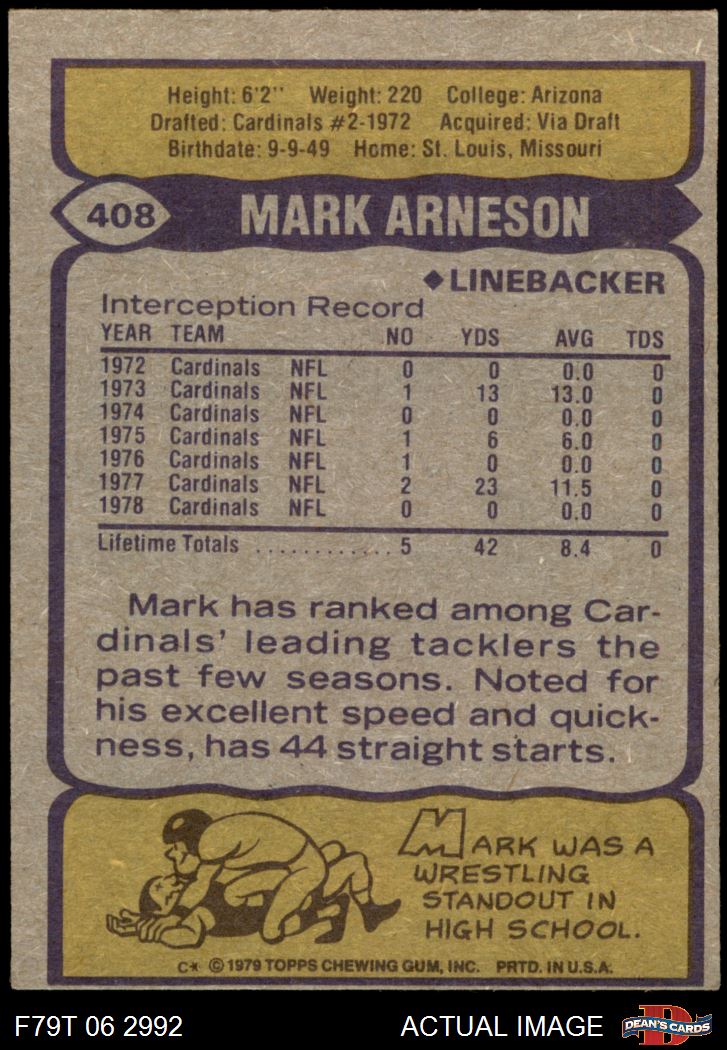 Height: 6'2'' Weight: 220 College: Arizona
Drafted: Cardinals #2-1972 Acquired: Via Draft
Birthdate: 9-9-49 Home: St. Louis, Missouri
408 MARK ARNESON
◆LINEBACKER
Interception Record
YEAR TEAM NO YDS AVG TDS
1972 Cardinals NFL 0 0 0.0 0
1973 Cardinals NFL 1 13 13.0 0
1974 Cardinals NFL 0 0 0.0 0
1975 Cardinals NFL 1 6 6.0 0
1976 Cardinals NFL 1 0 0.0 0
1977 Cardinals NFL 2 23 11.5 0
1978 Cardinals NFL 0 0 0.0 0
Lifetime Totals ............ 5 42 8.4 0
Mark has ranked among Car-
dinals' leading tacklers the
past few seasons. Noted for
his excellent speed and quick-
ness, has 44 straight starts.
MARK WAS A
WRESTLING
STANDOUT IN
HIGH SCHOOL.
C* © 1979 TOPPS CHEWING GUM, INC. PRTD. IN U.S.A.
F79T 06 2992 ACTUAL IMAGE D DEAN'S CARDS